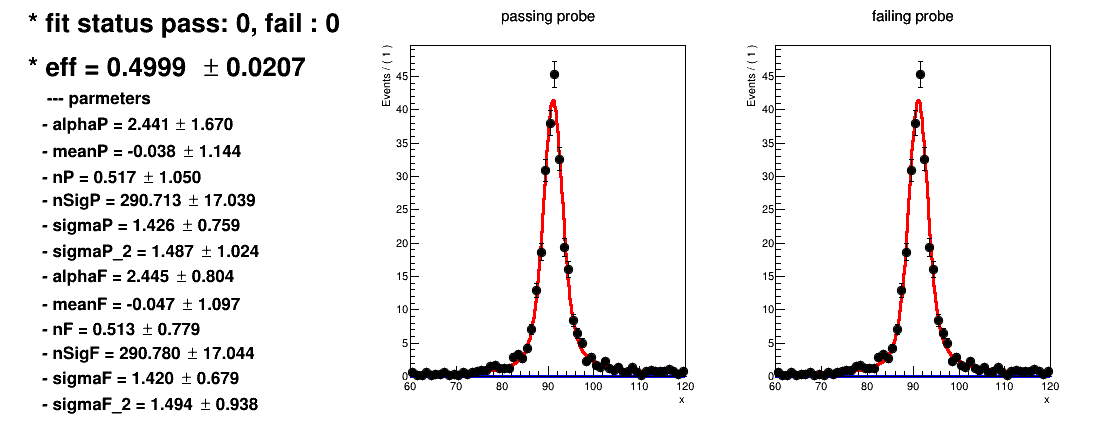 * fit status pass: 0, fail : 0
* eff = 0.4999 ± 0.0207
--- parmeters
- alphaP = 2.441 ± 1.670
- meanP = -0.038 ± 1.144
- nP = 0.517 ± 1.050
- nSigP = 290.713 ± 17.039
- sigmaP = 1.426 ± 0.759
- sigmaP_2 = 1.487 ± 1.024
- alphaF = 2.445 ± 0.804
- meanF = -0.047 ± 1.097
- nF = 0.513 ± 0.779
- nSigF = 290.780 ± 17.044
- sigmaF = 1.420 ± 0.679
- sigmaF_2 = 1.494 ± 0.938
passing probe
Events / ( 1 )
45
40
35
30
25
20
15
10
5
0
60 70 80 90 100 110 120
x
failing probe
Events / ( 1 )
45
40
35
30
25
20
15
10
5
0
60 70 80 90 100 110 120
x